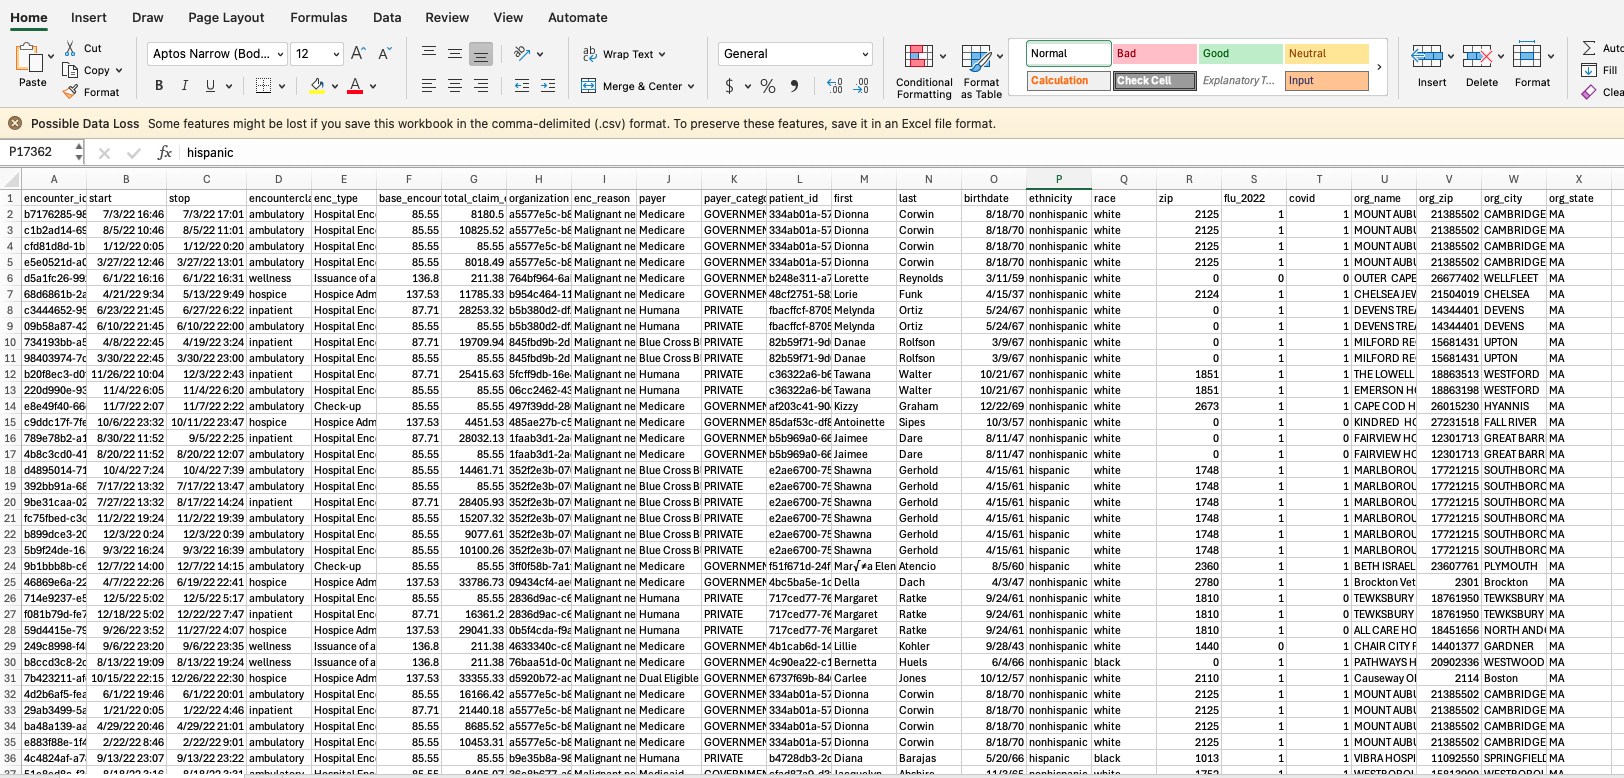 Home Insert Draw Page Layout Formulas Data Review View Automate
Cut Aptos Narrow (Bod... 12 A^ A˅ Wrap Text General Normal Bad Good Neutral Auto
Paste Copy Conditional Formatting Format as Table Insert Delete Format Fill
Format B I U A Merge & Center $ % 9 Calculation Check Cell Explanatory T... Input Clea
Possible Data Loss Some features might be lost if you save this workbook in the comma-delimited (.csv) format. To preserve these features, save it in an Excel file format.
P17362 fx hispanic
A B C D E F G H I J K L M N O P Q R S T U V W X
1 encounter_ic start stop encountercla enc_type base_encour total_claim_c organization enc_reason payer payer_catego patient_id first last birthdate ethnicity race zip flu_2022 covid org_name org_zip org_city org_state
2 b7176285-98 7/3/22 16:46 7/3/22 17:01 ambulatory Hospital Enc 85.55 8180.5 a5577e5c-b8 Malignant ne Medicare GOVERNMEN 334ab01a-57 Dionna Corwin 8/18/70 nonhispanic white 2125 1 1 MOUNT AUBU 21385502 CAMBRIDGE MA
3 c1b2ad14-69 8/5/22 10:46 8/5/22 11:01 ambulatory Hospital Enc 85.55 10825.52 a5577e5c-b8 Malignant ne Medicare GOVERNMEN 334ab01a-57 Dionna Corwin 8/18/70 nonhispanic white 2125 1 1 MOUNT AUBU 21385502 CAMBRIDGE MA
4 cfd81d8d-1b 1/12/22 0:05 1/12/22 0:20 ambulatory Hospital Enc 85.55 85.55 a5577e5c-b8 Malignant ne Medicare GOVERNMEN 334ab01a-57 Dionna Corwin 8/18/70 nonhispanic white 2125 1 1 MOUNT AUBU 21385502 CAMBRIDGE MA
5 e5e0521d-a0 3/27/22 12:46 3/27/22 13:01 ambulatory Hospital Enc 85.55 8018.49 a5577e5c-b8 Malignant ne Medicare GOVERNMEN 334ab01a-57 Dionna Corwin 8/18/70 nonhispanic white 2125 1 1 MOUNT AUBU 21385502 CAMBRIDGE MA
6 d5a1fc26-99 6/1/22 16:16 6/1/22 16:31 wellness Issuance of a 136.8 211.38 764bf964-6a Malignant ne Medicare GOVERNMEN b248e311-a7 Lorette Reynolds 3/11/59 nonhispanic white 0 0 0 OUTER CAPE 26677402 WELLFLEET MA
7 68d6861b-2a 4/21/22 9:34 5/13/22 9:49 hospice Hospice Adm 137.53 11785.33 b954c464-11 Malignant ne Medicare GOVERNMEN 48cf2751-58 Lorie Funk 4/15/37 nonhispanic white 2124 1 1 CHELSEA JEW 21504019 CHELSEA MA
8 c3444652-95 6/23/22 21:45 6/27/22 6:22 inpatient Hospital Enc 87.71 28253.32 b5b380d2-df Malignant ne Humana PRIVATE fbacffcf-8705 Melynda Ortiz 5/24/67 nonhispanic white 0 1 1 DEVENS TREA 14344401 DEVENS MA
9 09b58a87-42 6/10/22 21:45 6/10/22 22:00 ambulatory Hospital Enc 85.55 85.55 b5b380d2-df Malignant ne Humana PRIVATE fbacffcf-8705 Melynda Ortiz 5/24/67 nonhispanic white 0 1 1 DEVENS TREA 14344401 DEVENS MA
10 734193bb-a5 4/8/22 22:45 4/19/22 3:24 inpatient Hospital Enc 87.71 19709.94 845fbd9b-2d Malignant ne Blue Cross B PRIVATE 82b59f71-9d Danae Rolfson 3/9/67 nonhispanic white 0 1 1 MILFORD REG 15681431 UPTON MA
11 98403974-7c 3/30/22 22:45 3/30/22 23:00 ambulatory Hospital Enc 85.55 85.55 845fbd9b-2d Malignant ne Blue Cross B PRIVATE 82b59f71-9d Danae Rolfson 3/9/67 nonhispanic white 0 1 1 MILFORD REG 15681431 UPTON MA
12 b20f8ec3-d0 11/26/22 10:04 12/3/22 2:43 inpatient Hospital Enc 87.71 25415.63 5fcff9db-16e Malignant ne Humana PRIVATE c36322a6-b6 Tawana Walter 10/21/67 nonhispanic white 1851 1 1 THE LOWELL 18863513 WESTFORD MA
13 220d990e-93 11/4/22 6:05 11/4/22 6:20 ambulatory Hospital Enc 85.55 85.55 06cc2462-43 Malignant ne Humana PRIVATE c36322a6-b6 Tawana Walter 10/21/67 nonhispanic white 1851 1 1 EMERSON HO 18863198 WESTFORD MA
14 e8e49f40-66 11/7/22 2:07 11/7/22 2:22 ambulatory Check-up 85.55 85.55 497f39dd-28 Malignant ne Medicare GOVERNMEN af203c41-90 Kizzy Graham 12/22/69 nonhispanic white 2673 1 1 CAPE COD H 26015230 HYANNIS MA
15 c9ddc17f-7fe 10/6/22 23:32 10/11/22 23:47 hospice Hospice Adm 137.53 4451.53 485ae27b-c5 Malignant ne Medicare GOVERNMEN 85daf53c-df8 Antoinette Sipes 10/3/57 nonhispanic white 0 1 0 KINDRED HO 27231518 FALL RIVER MA
16 789e78b2-a1 8/30/22 11:52 9/5/22 2:25 inpatient Hospital Enc 87.71 28032.13 1faab3d1-2a Malignant ne Medicare GOVERNMEN b5b969a0-66 Jaimee Dare 8/11/47 nonhispanic white 0 1 0 FAIRVIEW HO 12301713 GREAT BARR MA
17 4b8c3cd0-41 8/20/22 11:52 8/20/22 12:07 ambulatory Hospital Enc 85.55 85.55 1faab3d1-2a Malignant ne Medicare GOVERNMEN b5b969a0-66 Jaimee Dare 8/11/47 nonhispanic white 0 1 0 FAIRVIEW HO 12301713 GREAT BARR MA
18 d4895014-71 10/4/22 7:24 10/4/22 7:39 ambulatory Hospital Enc 85.55 14461.71 352f2e3b-07 Malignant ne Blue Cross B PRIVATE e2ae6700-75 Shawna Gerhold 4/15/61 hispanic white 1748 1 1 MARLBOROU 17721215 SOUTHBORO MA
19 392bb91a-68 7/17/22 13:32 7/17/22 13:47 ambulatory Hospital Enc 85.55 85.55 352f2e3b-07 Malignant ne Blue Cross B PRIVATE e2ae6700-75 Shawna Gerhold 4/15/61 hispanic white 1748 1 1 MARLBOROU 17721215 SOUTHBORO MA
20 9be31caa-02 7/27/22 13:32 8/17/22 14:24 inpatient Hospital Enc 87.71 28405.93 352f2e3b-07 Malignant ne Blue Cross B PRIVATE e2ae6700-75 Shawna Gerhold 4/15/61 hispanic white 1748 1 1 MARLBOROU 17721215 SOUTHBORO MA
21 fc75fbed-c3c 11/2/22 19:24 11/2/22 19:39 ambulatory Hospital Enc 85.55 15207.32 352f2e3b-07 Malignant ne Blue Cross B PRIVATE e2ae6700-75 Shawna Gerhold 4/15/61 hispanic white 1748 1 1 MARLBOROU 17721215 SOUTHBORO MA
22 b899dce3-20 12/3/22 0:24 12/3/22 0:39 ambulatory Hospital Enc 85.55 9077.61 352f2e3b-07 Malignant ne Blue Cross B PRIVATE e2ae6700-75 Shawna Gerhold 4/15/61 hispanic white 1748 1 1 MARLBOROU 17721215 SOUTHBORO MA
23 5b9f24de-16 9/3/22 16:24 9/3/22 16:39 ambulatory Hospital Enc 85.55 10100.26 352f2e3b-07 Malignant ne Blue Cross B PRIVATE e2ae6700-75 Shawna Gerhold 4/15/61 hispanic white 1748 1 1 MARLBOROU 17721215 SOUTHBORO MA
24 9b1bbb8b-c6 12/7/22 14:00 12/7/22 14:15 ambulatory Check-up 85.55 85.55 3ff0f58b-7a1 Malignant ne Medicare GOVERNMEN f51f671d-24f Mar√≠a Elen Atencio 8/5/60 hispanic white 2360 1 1 BETH ISRAEL 23607761 PLYMOUTH MA
25 46869e6a-22 4/7/22 22:26 6/19/22 22:41 hospice Hospice Adm 137.53 33786.73 09434cf4-ae Malignant ne Medicare GOVERNMEN 4bc5ba5e-1c Della Dach 4/3/47 nonhispanic white 2780 1 0 Brockton Vet 2301 Brockton MA
26 714e9237-e5 12/5/22 5:02 12/5/22 5:17 ambulatory Hospital Enc 85.55 85.55 2836d9ac-c6 Malignant ne Humana PRIVATE 717ced77-76 Margaret Ratke 9/24/61 nonhispanic white 1810 1 0 TEWKSBURY 18761950 TEWKSBURY MA
27 f081b79d-fe7 12/18/22 5:02 12/22/22 7:47 inpatient Hospital Enc 87.71 16361.2 2836d9ac-c6 Malignant ne Humana PRIVATE 717ced77-76 Margaret Ratke 9/24/61 nonhispanic white 1810 1 0 TEWKSBURY 18761950 TEWKSBURY MA
28 59d4415e-79 9/26/22 3:52 11/27/22 4:07 hospice Hospice Adm 137.53 29041.33 0b5f4cda-f9a Malignant ne Humana PRIVATE 717ced77-76 Margaret Ratke 9/24/61 nonhispanic white 1810 1 0 ALL CARE HO 18451656 NORTH AND MA
29 249c8998-f4 9/6/22 23:20 9/6/22 23:35 wellness Issuance of a 136.8 211.38 4633340c-c8 Malignant ne Medicare GOVERNMEN 4b1cab6d-14 Lillie Kohler 9/28/43 nonhispanic white 1440 0 1 CHAIR CITY F 14401377 GARDNER MA
30 b8ccd3c8-2c 8/13/22 19:09 8/13/22 19:24 wellness Issuance of a 136.8 211.38 76baa51d-0c Malignant ne Medicare GOVERNMEN 4c90ea22-c1 Bernetta Huels 6/4/66 nonhispanic black 0 1 1 PATHWAYS H 20902336 WESTWOOD MA
31 7b423211-af 10/15/22 22:15 12/26/22 22:30 hospice Hospice Adm 137.53 33355.33 d5920b72-ac Malignant ne Dual Eligible GOVERNMEN 6737f69b-84 Carlee Jones 10/12/57 nonhispanic white 2110 1 1 Causeway Ol 2114 Boston MA
32 4d2b6af5-fea 6/1/22 19:46 6/1/22 20:01 ambulatory Hospital Enc 85.55 16166.42 a5577e5c-b8 Malignant ne Medicare GOVERNMEN 334ab01a-57 Dionna Corwin 8/18/70 nonhispanic white 2125 1 1 MOUNT AUBU 21385502 CAMBRIDGE MA
33 29ab3499-5a 1/21/22 0:05 1/22/22 4:46 inpatient Hospital Enc 87.71 21440.18 a5577e5c-b8 Malignant ne Medicare GOVERNMEN 334ab01a-57 Dionna Corwin 8/18/70 nonhispanic white 2125 1 1 MOUNT AUBU 21385502 CAMBRIDGE MA
34 ba48a139-aa 4/29/22 20:46 4/29/22 21:01 ambulatory Hospital Enc 85.55 8685.52 a5577e5c-b8 Malignant ne Medicare GOVERNMEN 334ab01a-57 Dionna Corwin 8/18/70 nonhispanic white 2125 1 1 MOUNT AUBU 21385502 CAMBRIDGE MA
35 e883f88e-1f4 2/22/22 8:46 2/22/22 9:01 ambulatory Hospital Enc 85.55 10453.31 a5577e5c-b8 Malignant ne Medicare GOVERNMEN 334ab01a-57 Dionna Corwin 8/18/70 nonhispanic white 2125 1 1 MOUNT AUBU 21385502 CAMBRIDGE MA
36 4c4824af-a7 9/13/22 23:07 9/13/22 23:22 ambulatory Hospital Enc 85.55 85.55 b9e35b8a-98 Malignant ne Humana PRIVATE b4728db3-2c Diana Barajas 5/20/66 hispanic black 1013 1 1 VIBRA HOSPI 11092550 SPRINGFIELD MA